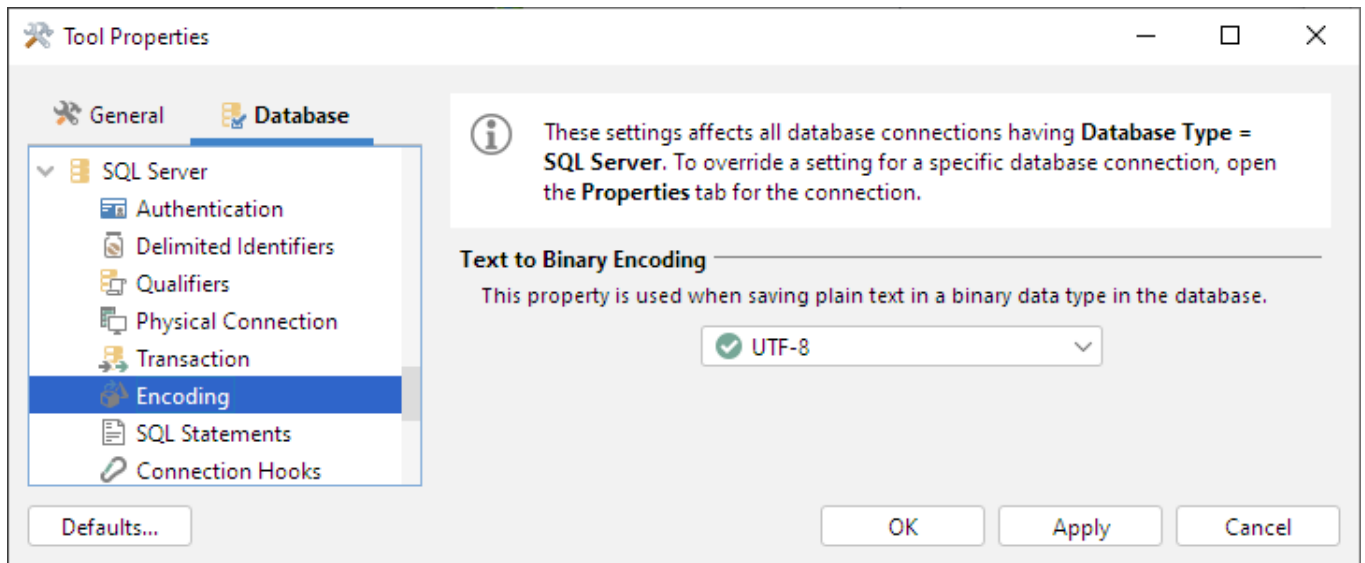 Tool Properties
General
Database
SQL Server
Authentication
Delimited Identifiers
Qualifiers
Physical Connection
Transaction
Encoding
SQL Statements
Connection Hooks
These settings affects all database connections having Database Type =
SQL Server. To override a setting for a specific database connection, open
the Properties tab for the connection.
Text to Binary Encoding
This property is used when saving plain text in a binary data type in the database.
UTF-8
Defaults...
OK
Apply
Cancel